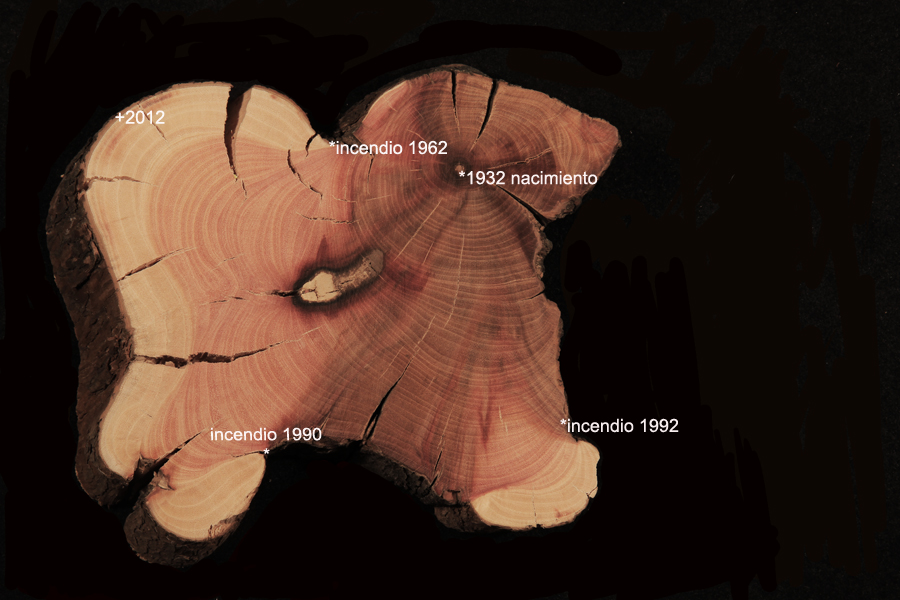 +2012
*incendio 1962
*1932 nacimiento
*incendio 1992
incendio 1990
*